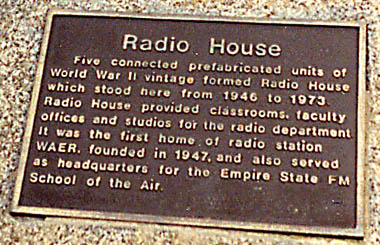 Radio House
Five connected prefabricated units of
World War II vintage formed Radio House
which stood here from 1946 to 1973.
Radio House provided classrooms, faculty
offices and studios for the radio department
It was the first home of radio station
WAER, founded in 1947, and also served
as headquarters for the Empire State FM
School of the Air.